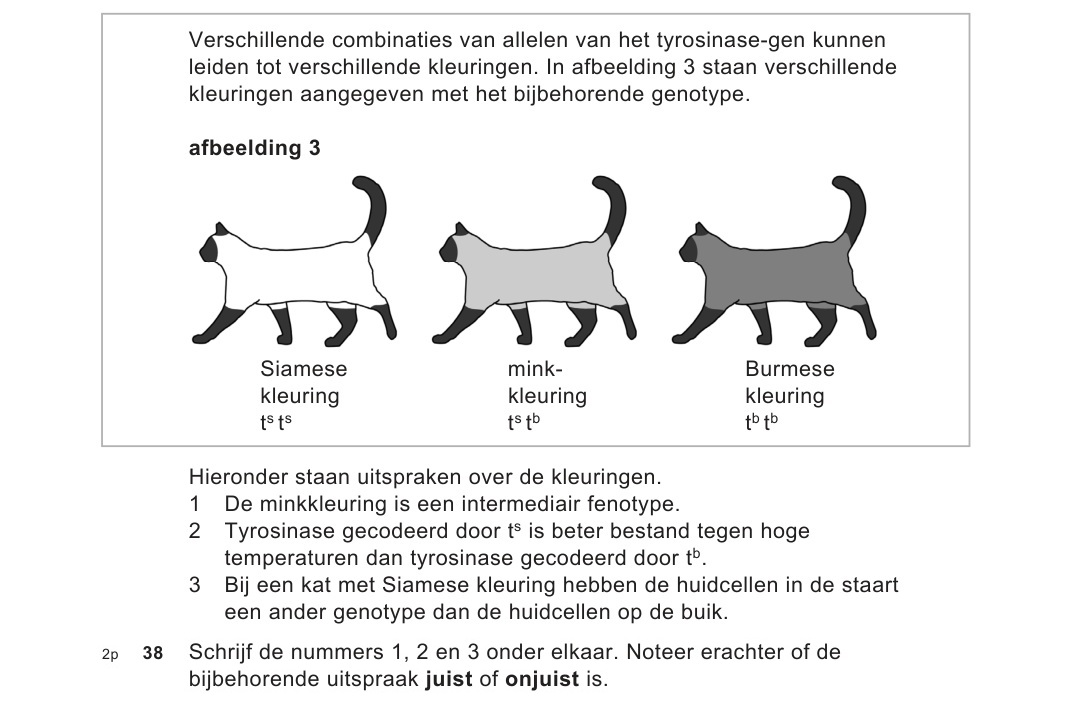 Verschillende combinaties van allelen van het tyrosinase-gen kunnen
leiden tot verschillende kleuringen. In afbeelding 3 staan verschillende
kleuringen aangegeven met het bijbehorende genotype.
afbeelding 3
Siamese kleuring tˢ tˢ
mink- kleuring tˢ tᵇ
Burmese kleuring tᵇ tᵇ
Hieronder staan uitspraken over de kleuringen.
1 De minkkleuring is een intermediair fenotype.
2 Tyrosinase gecodeerd door tˢ is beter bestand tegen hoge
temperaturen dan tyrosinase gecodeerd door tᵇ.
3 Bij een kat met Siamese kleuring hebben de huidcellen in de staart
een ander genotype dan de huidcellen op de buik.
2p 38 Schrijf de nummers 1, 2 en 3 onder elkaar. Noteer erachter of de
bijbehorende uitspraak juist of onjuist is.